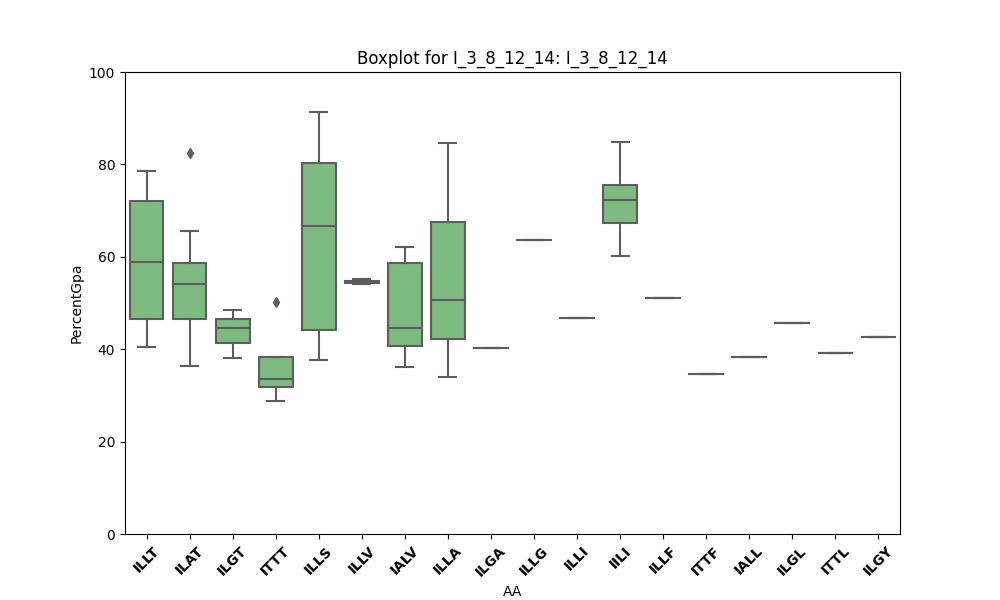 Boxplot for I_3_8_12_14: I_3_8_12_14
100
80
60
40
20
0
PercentGpa
ILLT ILAT ILGT ITTT ILLS ILLV IALV ILLA ILGA ILLG ILLI IILI ILLF ITTF IALL ILGL ITTL ILGY
AA